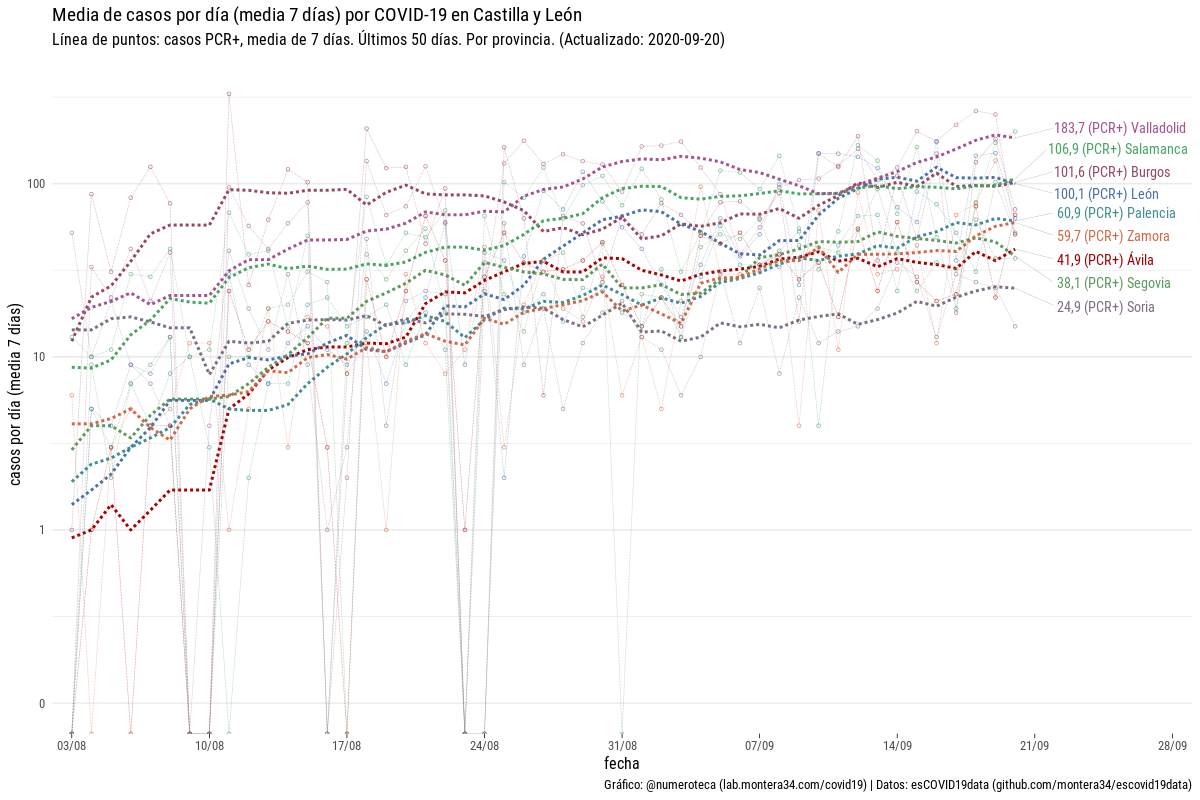 Media de casos por día (media 7 días) por COVID-19 en Castilla y León
Línea de puntos: casos PCR+, media de 7 días. Últimos 50 días. Por provincia. (Actualizado: 2020-09-20)
183,7 (PCR+) Valladolid
106,9 (PCR+) Salamanca
101,6 (PCR+) Burgos
100,1 (PCR+) León
60,9 (PCR+) Palencia
59,7 (PCR+) Zamora
41,9 (PCR+) Ávila
38,1 (PCR+) Segovia
24,9 (PCR+) Soria
casos por día (media 7 días)
100
10
1
0
03/08 10/08 17/08 24/08 31/08 07/09 14/09 21/09 28/09
fecha
Gráfico: @numeroteca (lab.montera34.com/covid19) | Datos: esCOVID19data (github.com/montera34/escovid19data)